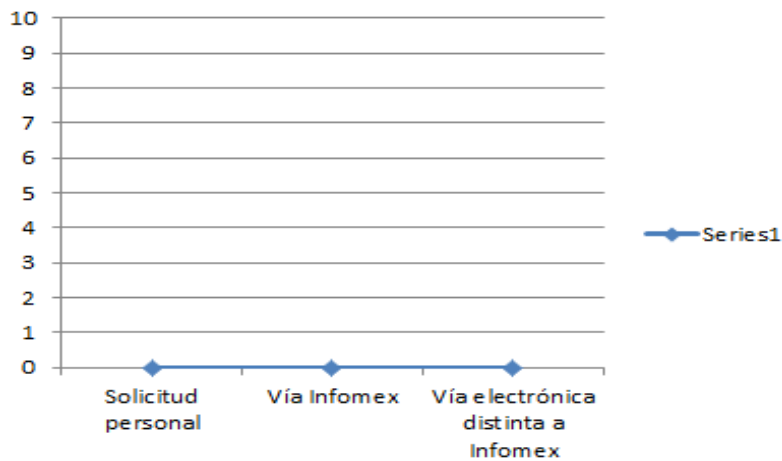 10
9
8
7
6
5
4
3
2
1
0
Series1
Solicitud
personal
Vía Infomex
Vía electrónica
distinta a
Infomex